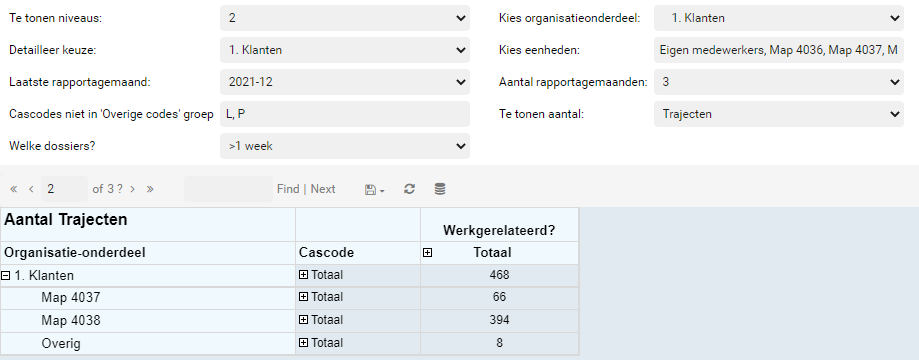 Te tonen niveaus: 2 Kies organisatieonderdeel: 1. Klanten
Detailleer keuze: 1. Klanten Kies eenheden: Eigen medewerkers, Map 4036, Map 4037, M
Laatste rapportagemaand: 2021-12 Aantal rapportagemaanden: 3
Cascodes niet in 'Overige codes' groep L, P Te tonen aantal: Trajecten
Welke dossiers? >1 week
« < 2 of 3 ? > » Find | Next
Aantal Trajecten
Werkgerelateerd?
Organisatie-onderdeel Cascode Totaal
1. Klanten Totaal 468
Map 4037 Totaal 66
Map 4038 Totaal 394
Overig Totaal 8